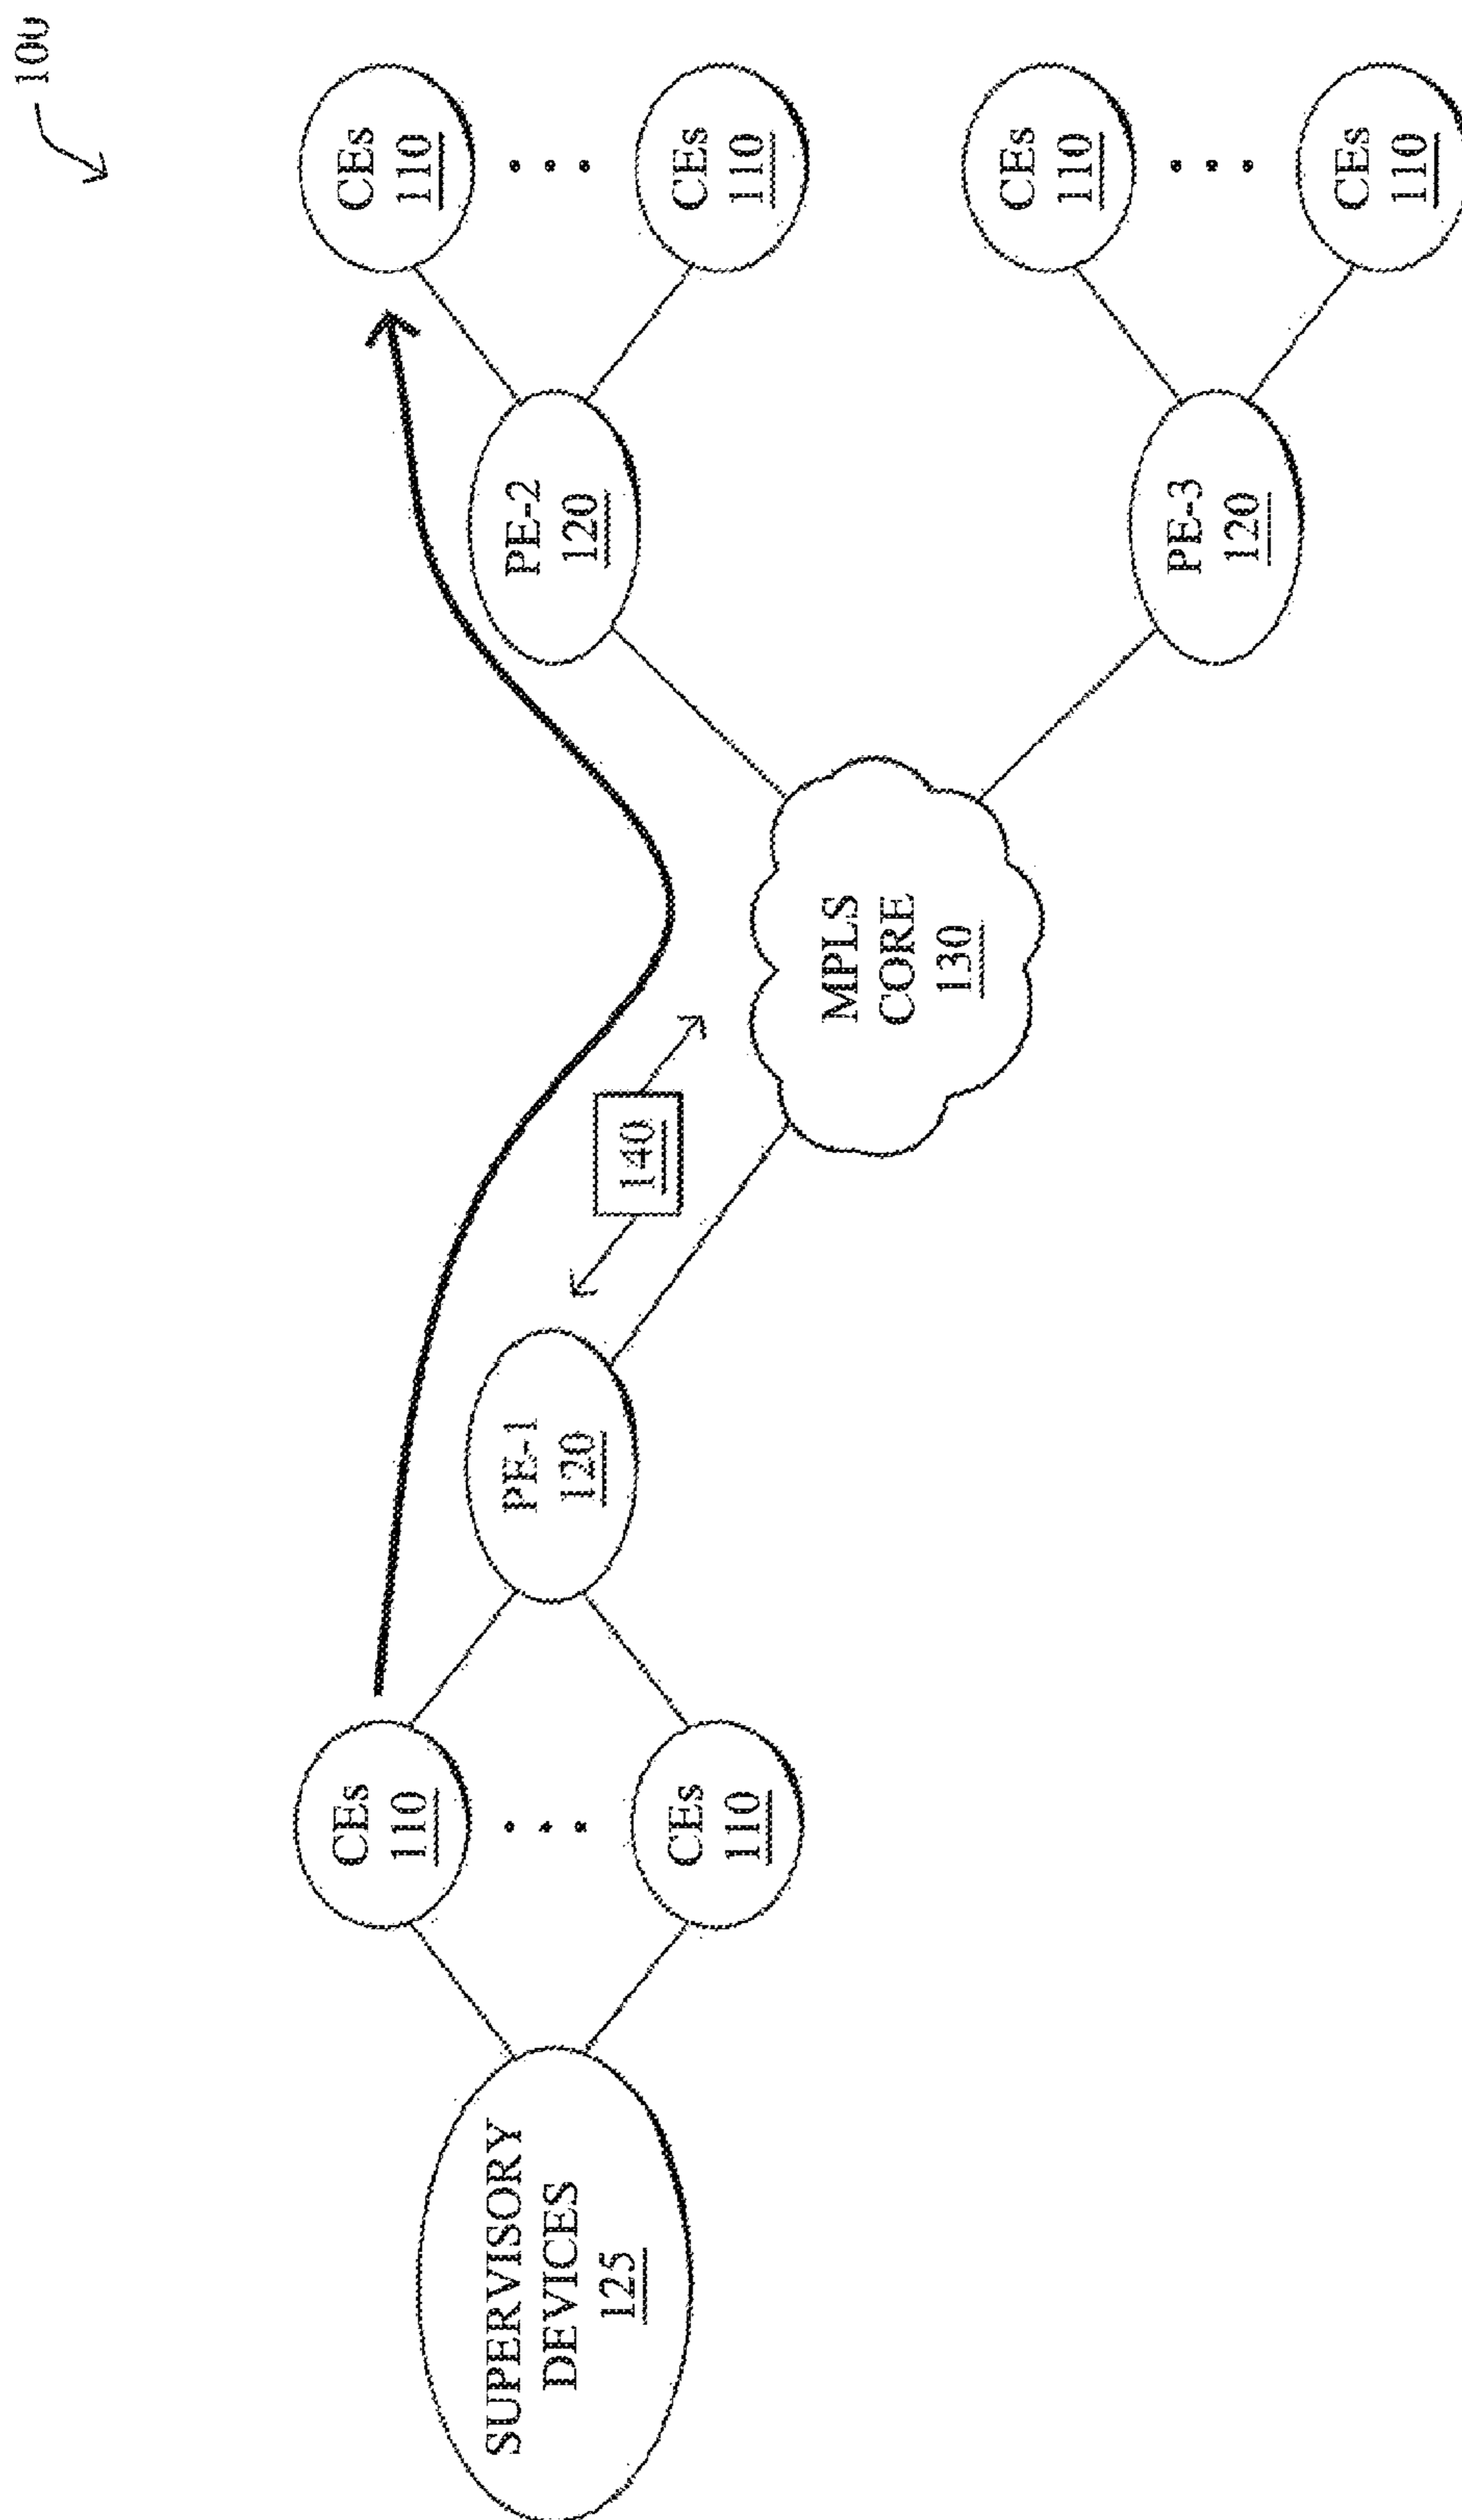 100
SUPERVISORY
DEVICES
125
CEs
110
CEs
110
PE-1
120
140
MPLS
CORE
130
PE-2
120
PE-3
120
CEs
110
CEs
110
CEs
110
CEs
110